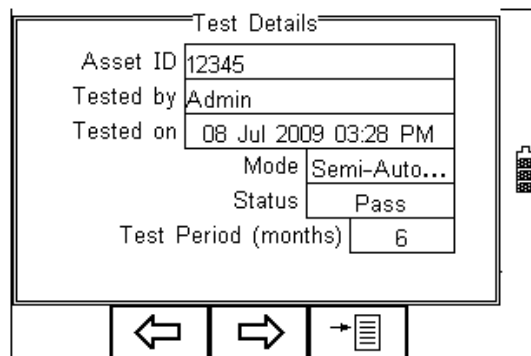 Test Details
Asset ID 12345
Tested by Admin
Tested on 08 Jul 2009 03:28 PM
Mode Semi-Auto...
Status Pass
Test Period (months) 6